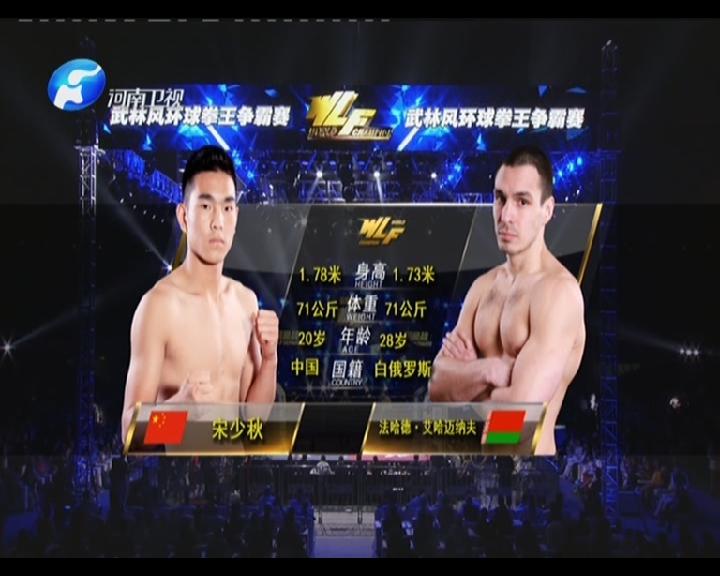 河南卫视
武林风环球拳王争霸赛 WLF 武林风环球拳王争霸赛
WLF
1.78米 身高 1.73米
HEIGHT
71公斤 体重 71公斤
WEIGHT
20岁 年龄 28岁
AGE
中国 国籍 白俄罗斯
COUNTRY
宋少秋 法哈德·艾哈迈纳夫